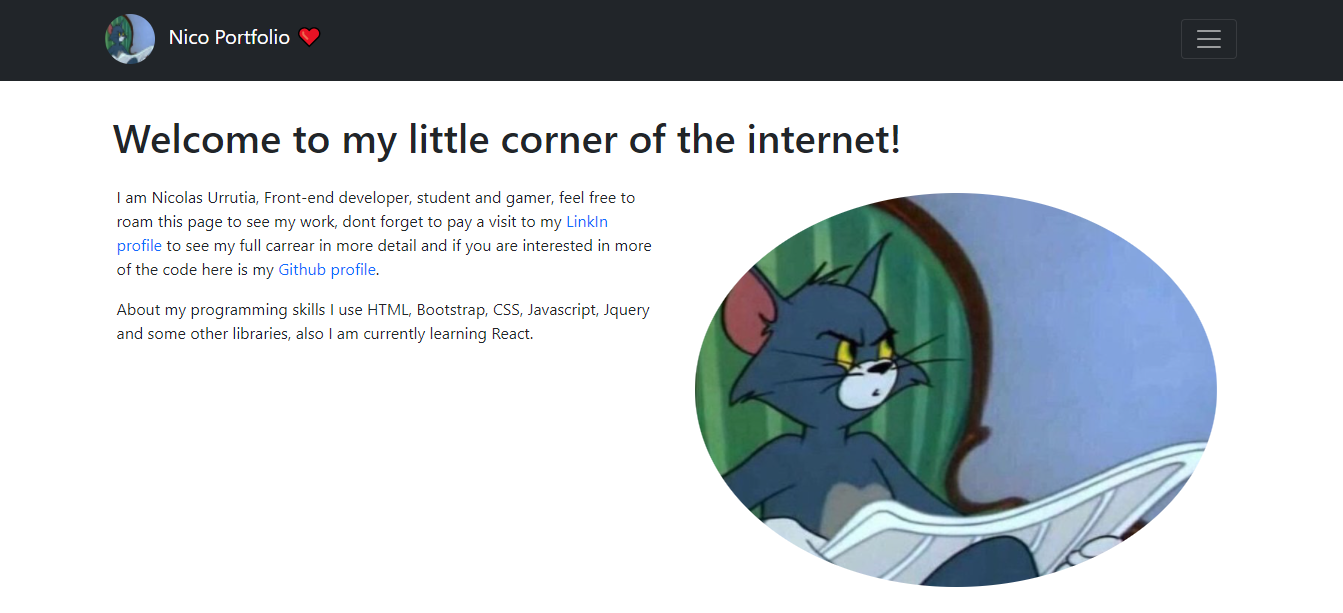 Nico Portfolio
Welcome to my little corner of the internet!
I am Nicolas Urrutia, Front-end developer, student and gamer, feel free to
roam this page to see my work, dont forget to pay a visit to my LinkIn
profile to see my full carrear in more detail and if you are interested in more
of the code here is my Github profile.
About my programming skills I use HTML, Bootstrap, CSS, Javascript, Jquery
and some other libraries, also I am currently learning React.